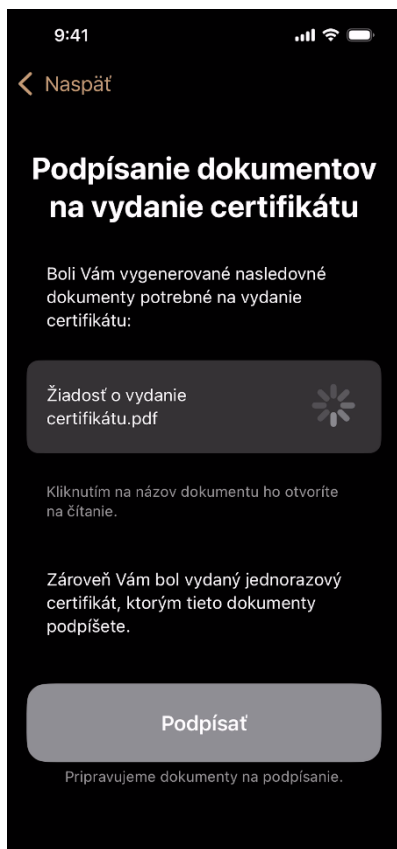 9:41
Naspäť
Podpísanie dokumentov
na vydanie certifikátu
Boli Vám vygenerované nasledovné
dokumenty potrebné na vydanie
certifikátu:
Žiadosť o vydanie
certifikátu.pdf
Kliknutím na názov dokumentu ho otvoríte
na čítanie.
Zároveň Vám bol vydaný jednorazový
certifikát, ktorým tieto dokumenty
podpíšete.
Podpísať
Pripravujeme dokumenty na podpísanie.